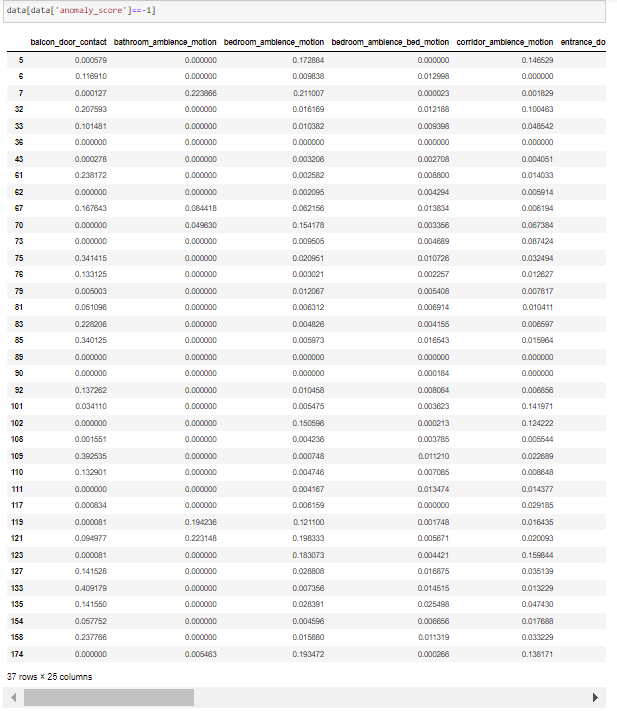 data[data['anomaly_score']==-1]
balcon_door_contact bathroom_ambience_motion bedroom_ambience_motion bedroom_ambience_bed_motion corridor_ambience_motion entrance_do
5 0.000579 0.000000 0.172884 0.000000 0.146529
6 0.116910 0.000000 0.009838 0.012998 0.000000
7 0.000127 0.223866 0.211007 0.000023 0.001829
32 0.207593 0.000000 0.016169 0.012188 0.100463
33 0.101481 0.000000 0.010382 0.009398 0.048542
36 0.000000 0.000000 0.000000 0.000000 0.000000
43 0.000278 0.000000 0.003206 0.002708 0.004051
61 0.238172 0.000000 0.002582 0.008800 0.014033
62 0.000000 0.000000 0.002095 0.004294 0.005914
67 0.167643 0.084418 0.062156 0.013834 0.006194
70 0.000000 0.049630 0.154178 0.003356 0.067384
73 0.000000 0.000000 0.009505 0.004689 0.087424
75 0.341415 0.000000 0.020951 0.010726 0.032494
76 0.133125 0.000000 0.003021 0.002257 0.012627
79 0.005003 0.000000 0.012067 0.005408 0.007817
81 0.051096 0.000000 0.006312 0.006914 0.010411
83 0.228206 0.000000 0.004826 0.004155 0.006597
85 0.340125 0.000000 0.005973 0.016543 0.015964
89 0.000000 0.000000 0.000000 0.000000 0.000000
90 0.000000 0.000000 0.000000 0.000184 0.000000
92 0.137262 0.000000 0.010458 0.008084 0.006856
101 0.034110 0.000000 0.005475 0.003623 0.141971
102 0.000000 0.000000 0.150596 0.000213 0.124222
108 0.001551 0.000000 0.004236 0.003785 0.005544
109 0.392535 0.000000 0.000748 0.011210 0.022689
110 0.132901 0.000000 0.004746 0.007085 0.008648
111 0.000000 0.000000 0.004167 0.013474 0.014377
117 0.000834 0.000000 0.006159 0.000000 0.029185
119 0.000081 0.194236 0.121100 0.001748 0.016435
121 0.094977 0.223148 0.198333 0.005671 0.020093
123 0.000081 0.000000 0.183073 0.004421 0.159844
127 0.141528 0.000000 0.028808 0.016875 0.035139
133 0.409179 0.000000 0.007356 0.014515 0.013229
135 0.141550 0.000000 0.028391 0.025498 0.047430
154 0.057752 0.000000 0.004596 0.006656 0.017688
158 0.237766 0.000000 0.015880 0.011319 0.033229
174 0.000000 0.005463 0.193472 0.000266 0.138171
37 rows × 25 columns